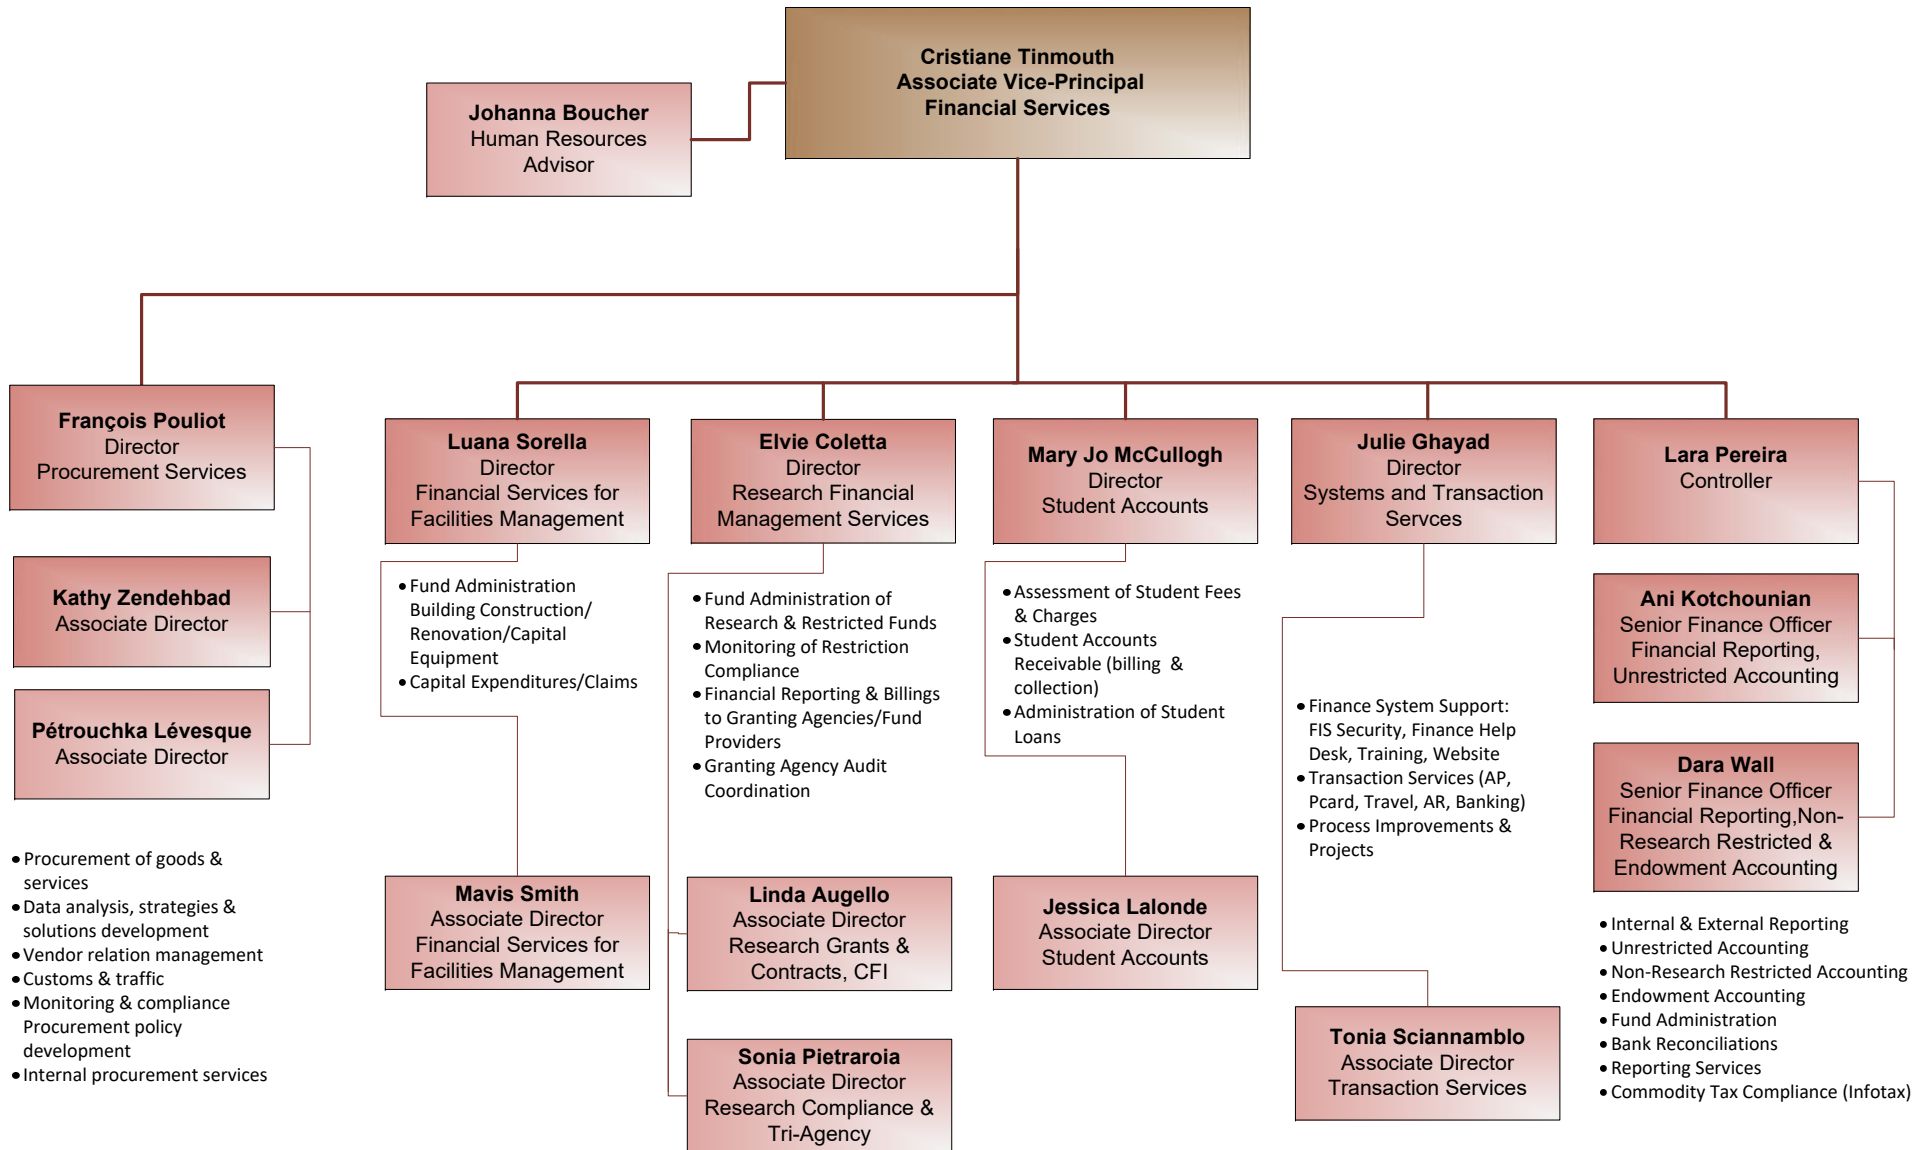 Cristiane Tinmouth
Associate Vice-Principal
Financial Services
Johanna Boucher
Human Resources
Advisor
François Pouliot
Director
Procurement Services
Kathy Zendehbad
Associate Director
Pétrouchka Lévesque
Associate Director
• Procurement of goods &
services
• Data analysis, strategies &
solutions development
• Vendor relation management
• Customs & traffic
• Monitoring & compliance
Procurement policy
development
• Internal procurement services
Luana Sorella
Director
Financial Services for
Facilities Management
• Fund Administration
Building Construction/
Renovation/Capital
Equipment
• Capital Expenditures/Claims
Mavis Smith
Associate Director
Financial Services for
Facilities Management
Elvie Coletta
Director
Research Financial
Management Services
• Fund Administration of
Research & Restricted Funds
• Monitoring of Restriction
Compliance
• Financial Reporting & Billings
to Granting Agencies/Fund
Providers
• Granting Agency Audit
Coordination
Linda Augello
Associate Director
Research Grants &
Contracts, CFI
Sonia Pietraroia
Associate Director
Research Compliance &
Tri-Agency
Mary Jo McCullogh
Director
Student Accounts
• Assessment of Student Fees
& Charges
• Student Accounts
Receivable (billing & 
collection)
• Administration of Student
Loans
Jessica Lalonde
Associate Director
Student Accounts
Julie Ghayad
Director
Systems and Transaction
Servces
• Finance System Support:
FIS Security, Finance Help
Desk, Training, Website
• Transaction Services (AP,
Pcard, Travel, AR, Banking)
• Process Improvements &
Projects
Tonia Sciannamblo
Associate Director
Transaction Services
Lara Pereira
Controller
Ani Kotchounian
Senior Finance Officer
Financial Reporting,
Unrestricted Accounting
Dara Wall
Senior Finance Officer
Financial Reporting,Non-
Research Restricted &
Endowment Accounting
• Internal & External Reporting
• Unrestricted Accounting
• Non-Research Restricted Accounting
• Endowment Accounting
• Fund Administration
• Bank Reconciliations
• Reporting Services
• Commodity Tax Compliance (Infotax)